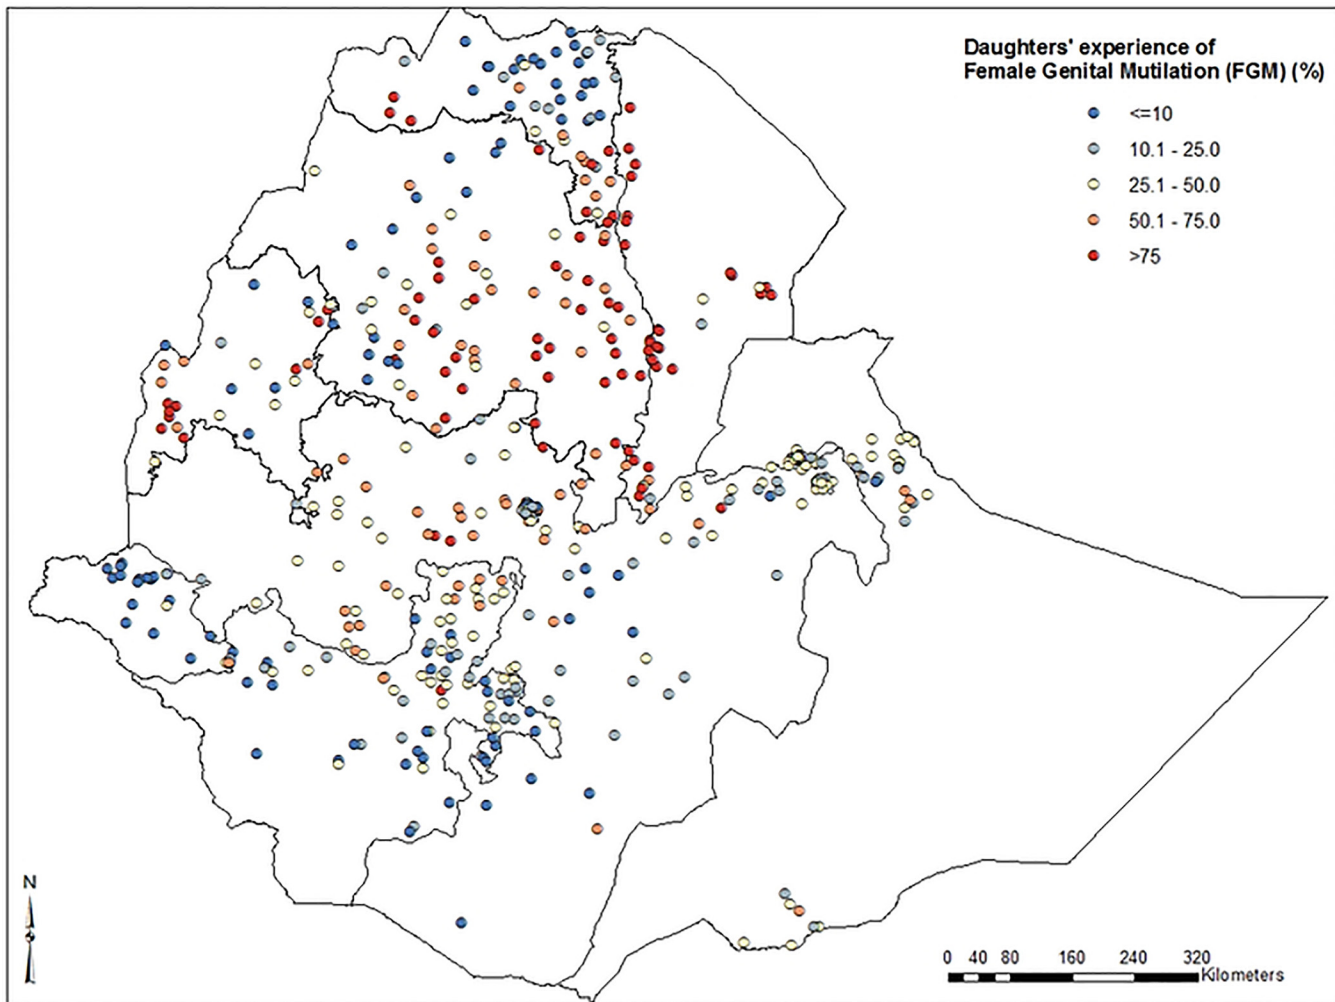 Daughters' experience of
Female Genital Mutilation (FGM) (%)
<=10
10.1 - 25.0
25.1 - 50.0
50.1 - 75.0
>75
N
0 40 80 160 240 320
Kilometers